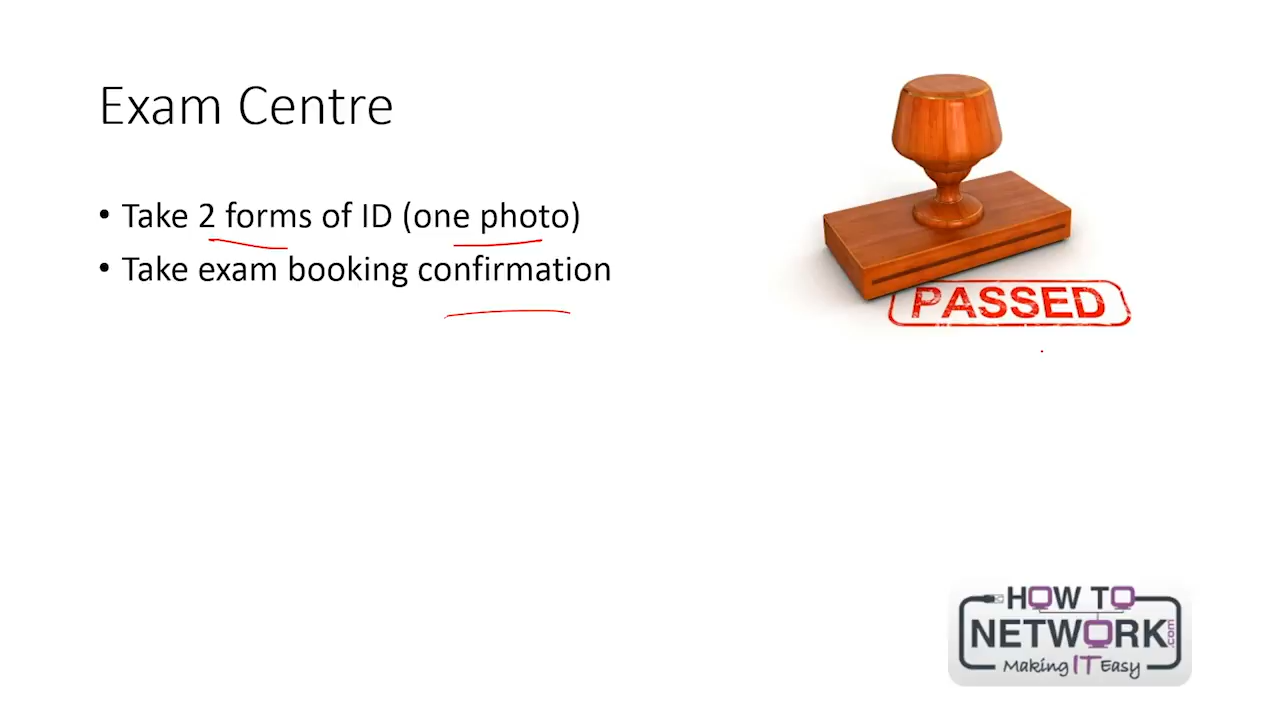 Exam Centre
• Take 2 forms of ID (one photo)
• Take exam booking confirmation
PASSED
HOW TO
NETWORK.com
Making IT Easy